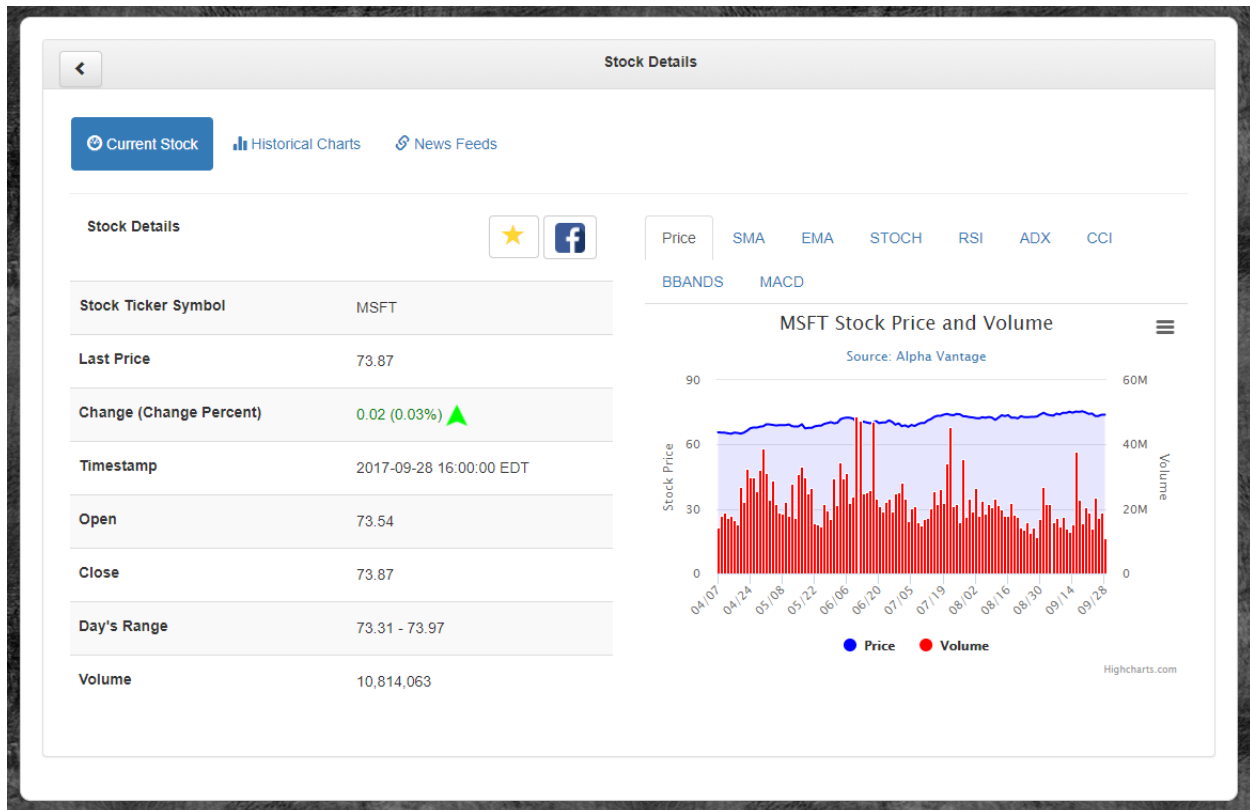 Stock Details
Current Stock
Historical Charts
News Feeds
Stock Details
Stock Ticker Symbol MSFT
Last Price 73.87
Change (Change Percent) 0.02 (0.03%)
Timestamp 2017-09-28 16:00:00 EDT
Open 73.54
Close 73.87
Day's Range 73.31 - 73.97
Volume 10,814,063
Price SMA EMA STOCH RSI ADX CCI
BBANDS MACD
MSFT Stock Price and Volume
Source: Alpha Vantage
Stock Price
90
60
30
0
60M
40M
20M
0
Volume
04/07 04/24 05/08 05/22 06/06 06/20 07/05 07/19 08/02 08/16 08/30 09/14 09/28
Price Volume
Highcharts.com